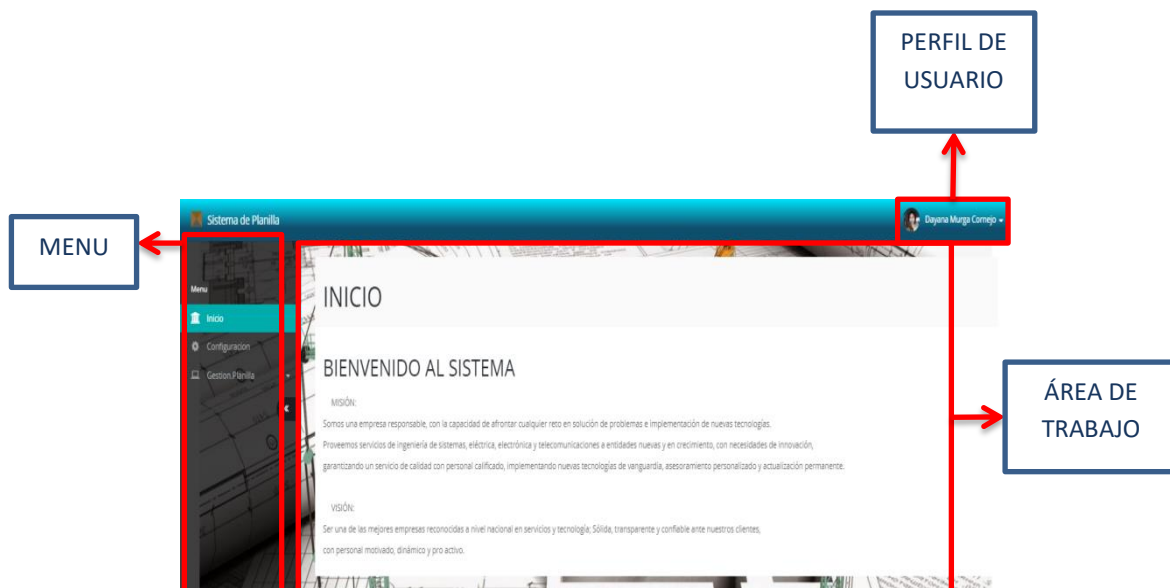 PERFIL DE
USUARIO
Sistema de Planilla
Dayana Murga Cornejo
MENU
Menu
Inicio
Configuracion
Gestion Planilla
INICIO
BIENVENIDO AL SISTEMA
MISIÓN:
Somos una empresa responsable, con la capacidad de afrontar cualquier reto en solución de problemas e implementación de nuevas tecnologías.
Proveemos servicios de ingeniería de sistemas, eléctrica, electrónica y telecomunicaciones a entidades nuevas y en crecimiento, con necesidades de innovación,
garantizando un servicio de calidad con personal calificado, implementando nuevas tecnologías de vanguardia, asesoramiento personalizado y actualización permanente.
VISIÓN:
Ser una de las mejores empresas reconocidas a nivel nacional en servicios y tecnología; Sólida, transparente y confiable ante nuestros clientes,
con personal motivado, dinámico y pro activo.
ÁREA DE
TRABAJO